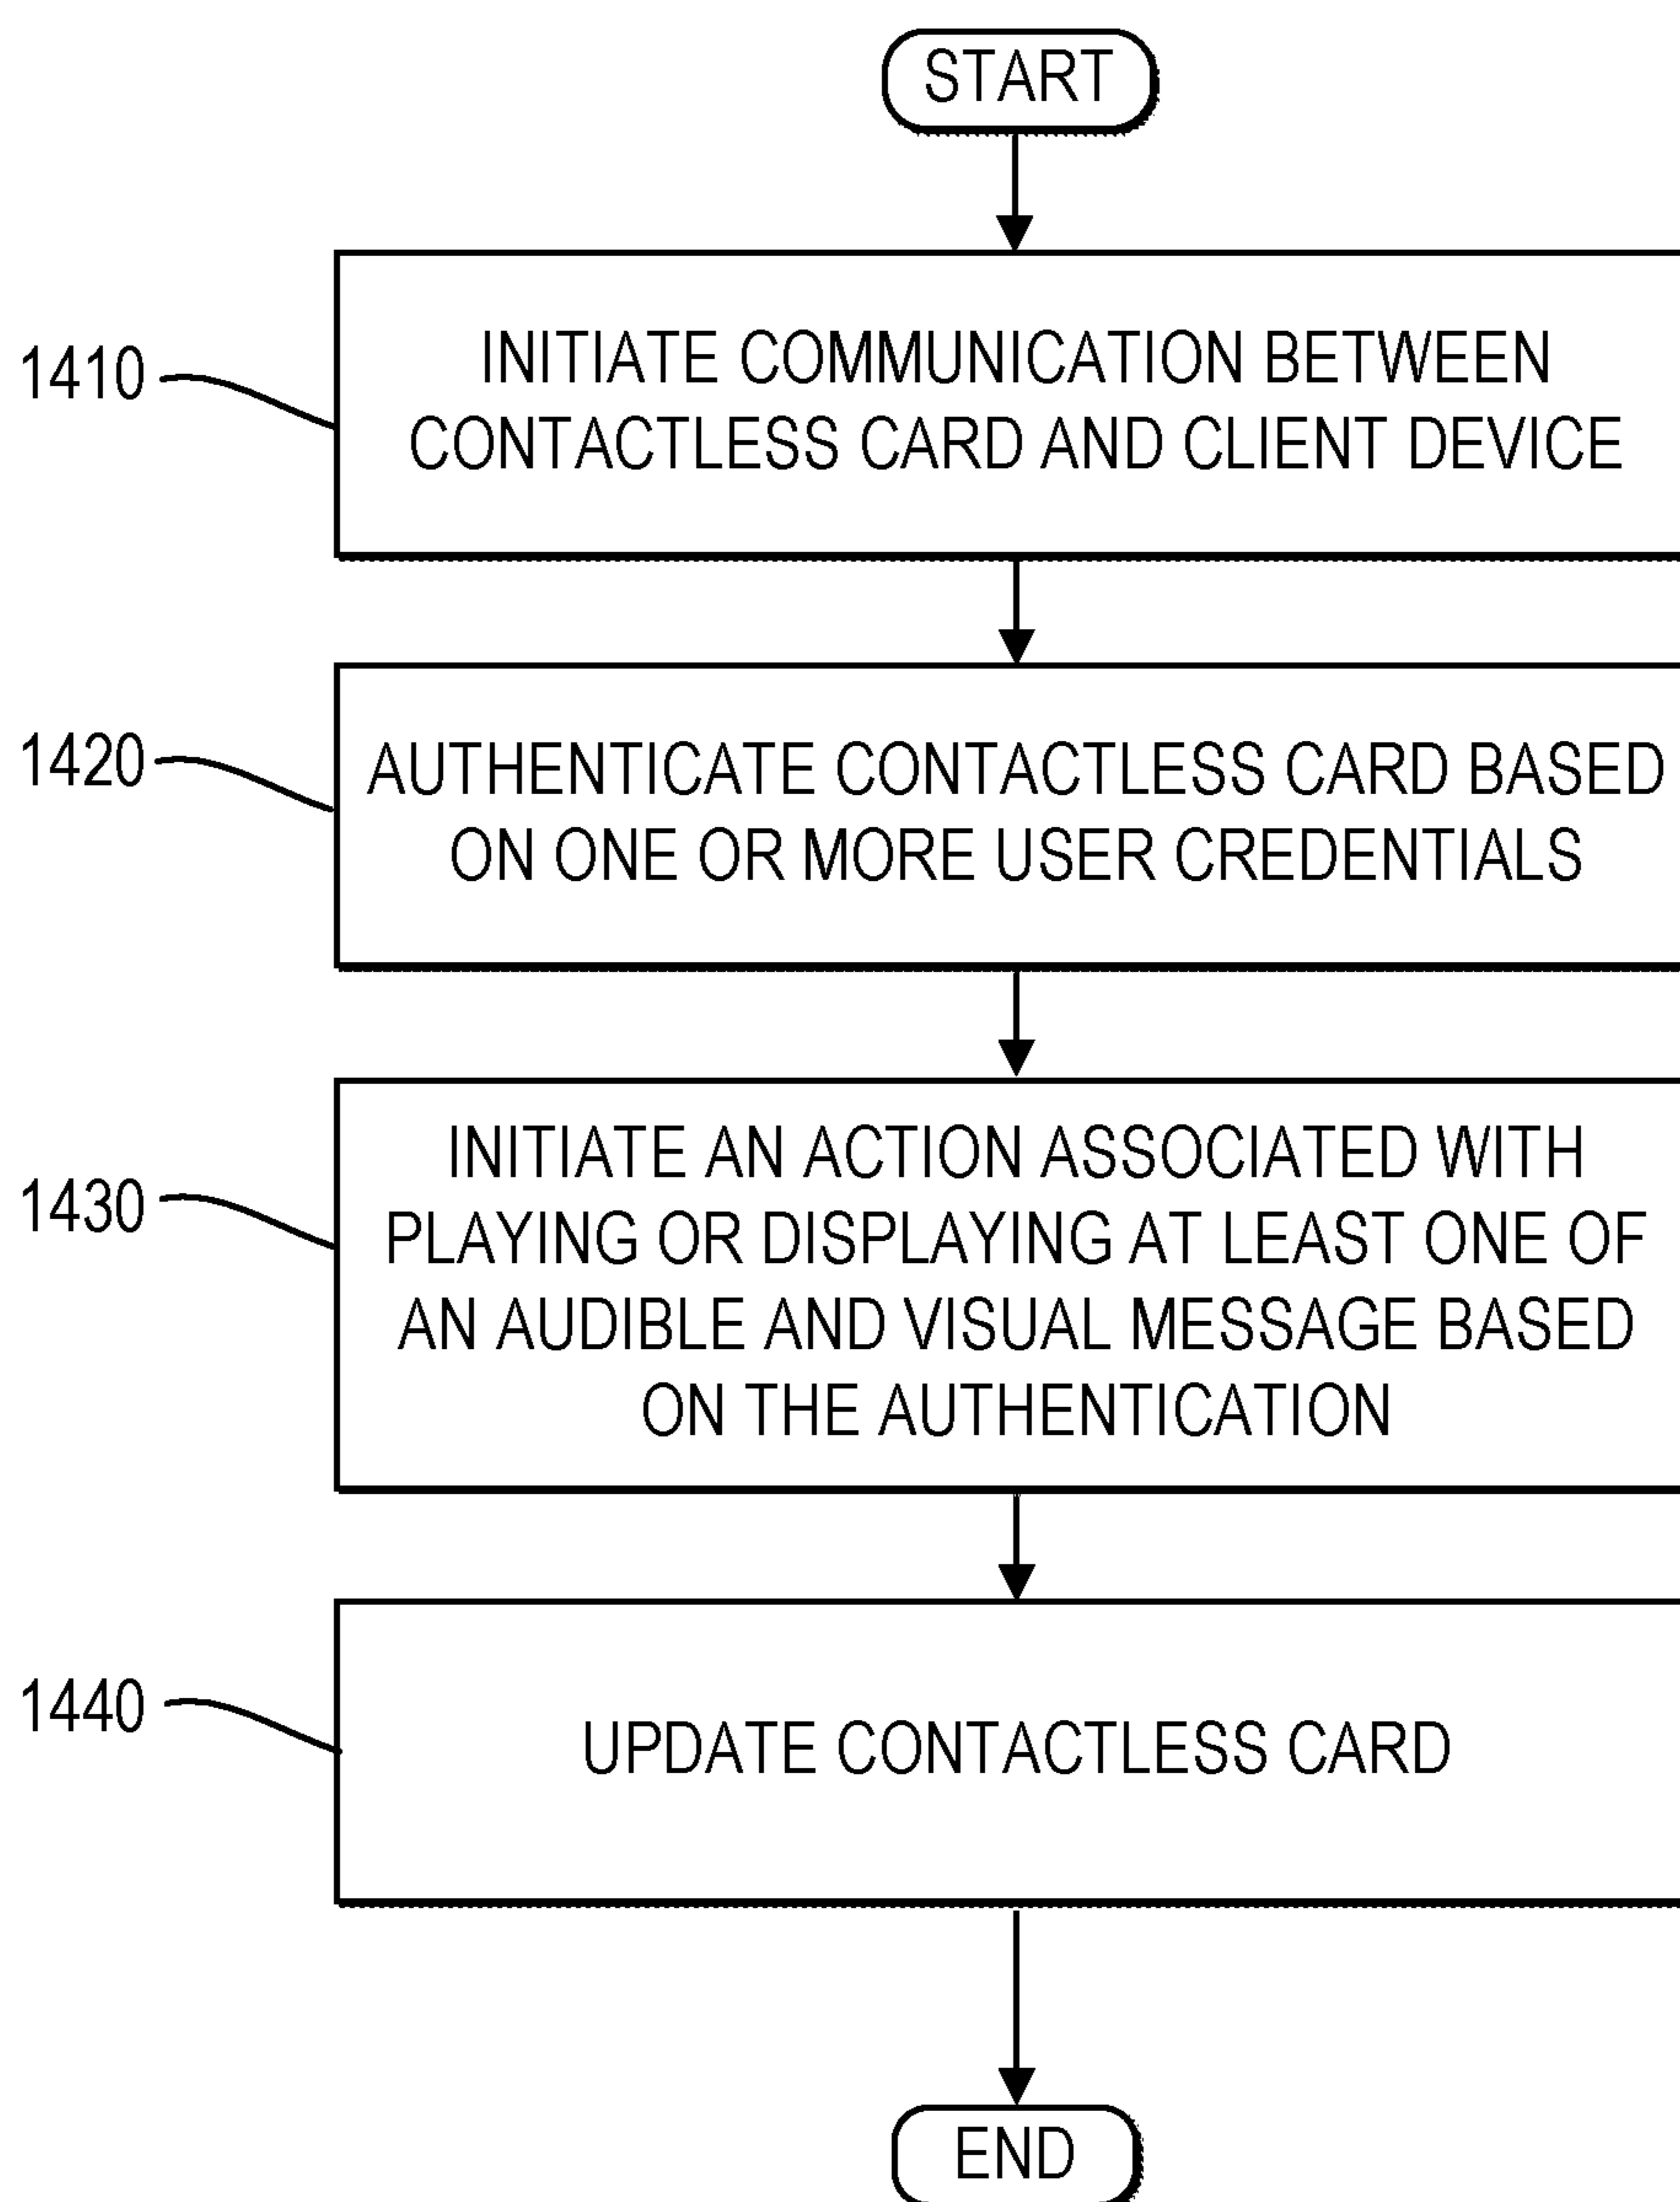 START
1410
INITIATE COMMUNICATION BETWEEN
CONTACTLESS CARD AND CLIENT DEVICE
1420
AUTHENTICATE CONTACTLESS CARD BASED
ON ONE OR MORE USER CREDENTIALS
1430
INITIATE AN ACTION ASSOCIATED WITH
PLAYING OR DISPLAYING AT LEAST ONE OF
AN AUDIBLE AND VISUAL MESSAGE BASED
ON THE AUTHENTICATION
1440
UPDATE CONTACTLESS CARD
END